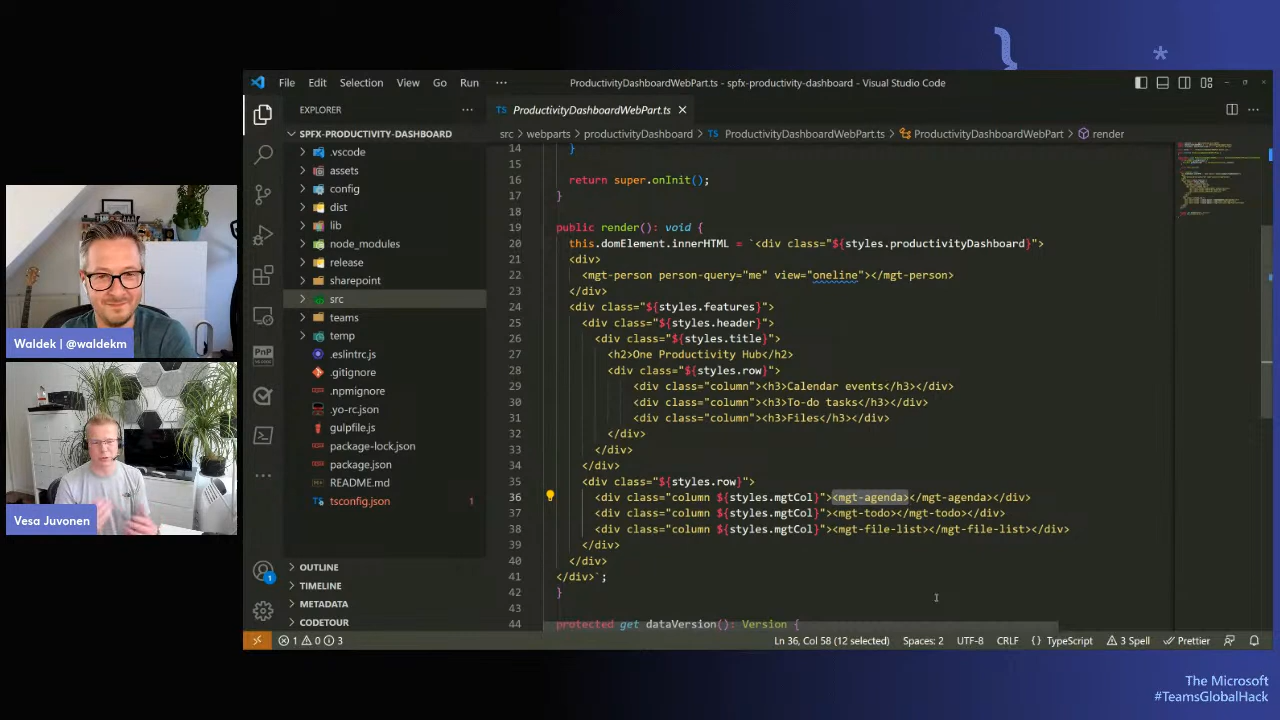 File Edit Selection View Go Run ···
ProductivityDashboardWebPart.ts - spfx-productivity-dashboard - Visual Studio Code
EXPLORER ···
TS ProductivityDashboardWebPart.ts
SPFX-PRODUCTIVITY-DASHBOARD
src > webparts > productivityDashboard > TS ProductivityDashboardWebPart.ts > ProductivityDashboardWebPart > render
.vscode
assets
config
dist
lib
node_modules
release
sharepoint
src
teams
temp
.eslintrc.js
.gitignore
.npmignore
.yo-rc.json
gulpfile.js
package-lock.json
package.json
README.md
tsconfig.json 1
OUTLINE
TIMELINE
METADATA
CODETOUR
14 }
15
16 return super.onInit();
17 }
18
19 public render(): void {
20 this.domElement.innerHTML = `<div class="${styles.productivityDashboard}">
21 <div>
22 <mgt-person person-query="me" view="oneline"></mgt-person>
23 </div>
24 <div class="${styles.features}">
25 <div class="${styles.header}">
26 <div class="${styles.title}">
27 <h2>One Productivity Hub</h2>
28 <div class="${styles.row}">
29 <div class="column"><h3>Calendar events</h3></div>
30 <div class="column"><h3>To-do tasks</h3></div>
31 <div class="column"><h3>Files</h3></div>
32 </div>
33 </div>
34 </div>
35 <div class="${styles.row}">
36 <div class="column ${styles.mgtCol}"><mgt-agenda></mgt-agenda></div>
37 <div class="column ${styles.mgtCol}"><mgt-todo></mgt-todo></div>
38 <div class="column ${styles.mgtCol}"><mgt-file-list></mgt-file-list></div>
39 </div>
40 </div>
41 </div>`;
42 }
43
44 protected get dataVersion(): Version {
PnP
1
1 0 3
Ln 36, Col 58 (12 selected) Spaces: 2 UTF-8 CRLF {} TypeScript 3 Spell Prettier
Waldek | @waldekm
Vesa Juvonen
The Microsoft
#TeamsGlobalHack